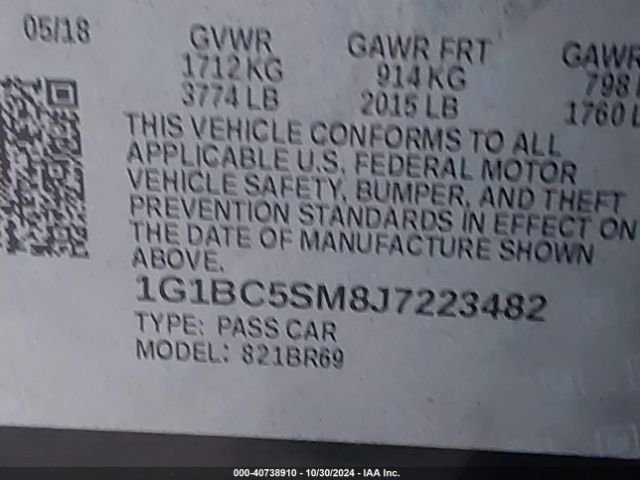 05/18
GVWR GAWR FRT GAWR
1712 KG 914 KG 798
3774 LB 2015 LB 1760 L
THIS VEHICLE CONFORMS TO ALL
APPLICABLE U.S. FEDERAL MOTOR
VEHICLE SAFETY, BUMPER, AND THEFT
PREVENTION STANDARDS IN EFFECT ON
THE DATE OF MANUFACTURE SHOWN
ABOVE.
1G1BC5SM8J7223482
TYPE: PASS CAR
MODEL: 821BR69
000-40738910 - 10/30/2024 - IAA Inc.